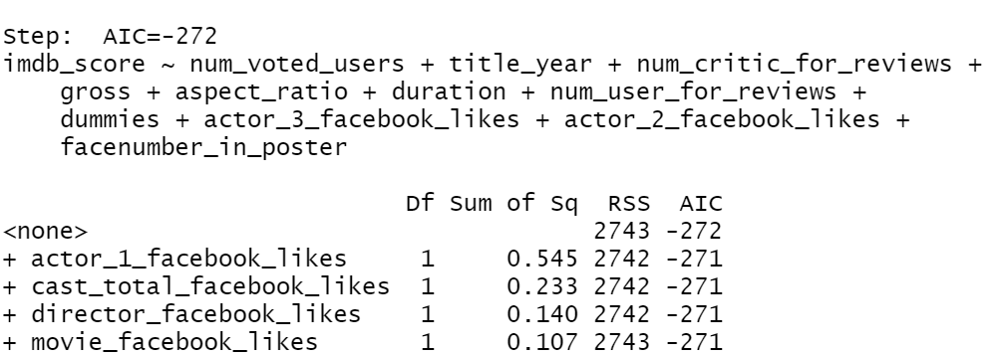 Step:  AIC=-272
imdb_score ~ num_voted_users + title_year + num_critic_for_reviews +
    gross + aspect_ratio + duration + num_user_for_reviews +
    dummies + actor_3_facebook_likes + actor_2_facebook_likes +
    facenumber_in_poster

                          Df Sum of Sq  RSS  AIC
<none>                                 2743 -272
+ actor_1_facebook_likes     1     0.545 2742 -271
+ cast_total_facebook_likes  1     0.233 2742 -271
+ director_facebook_likes    1     0.140 2742 -271
+ movie_facebook_likes       1     0.107 2743 -271